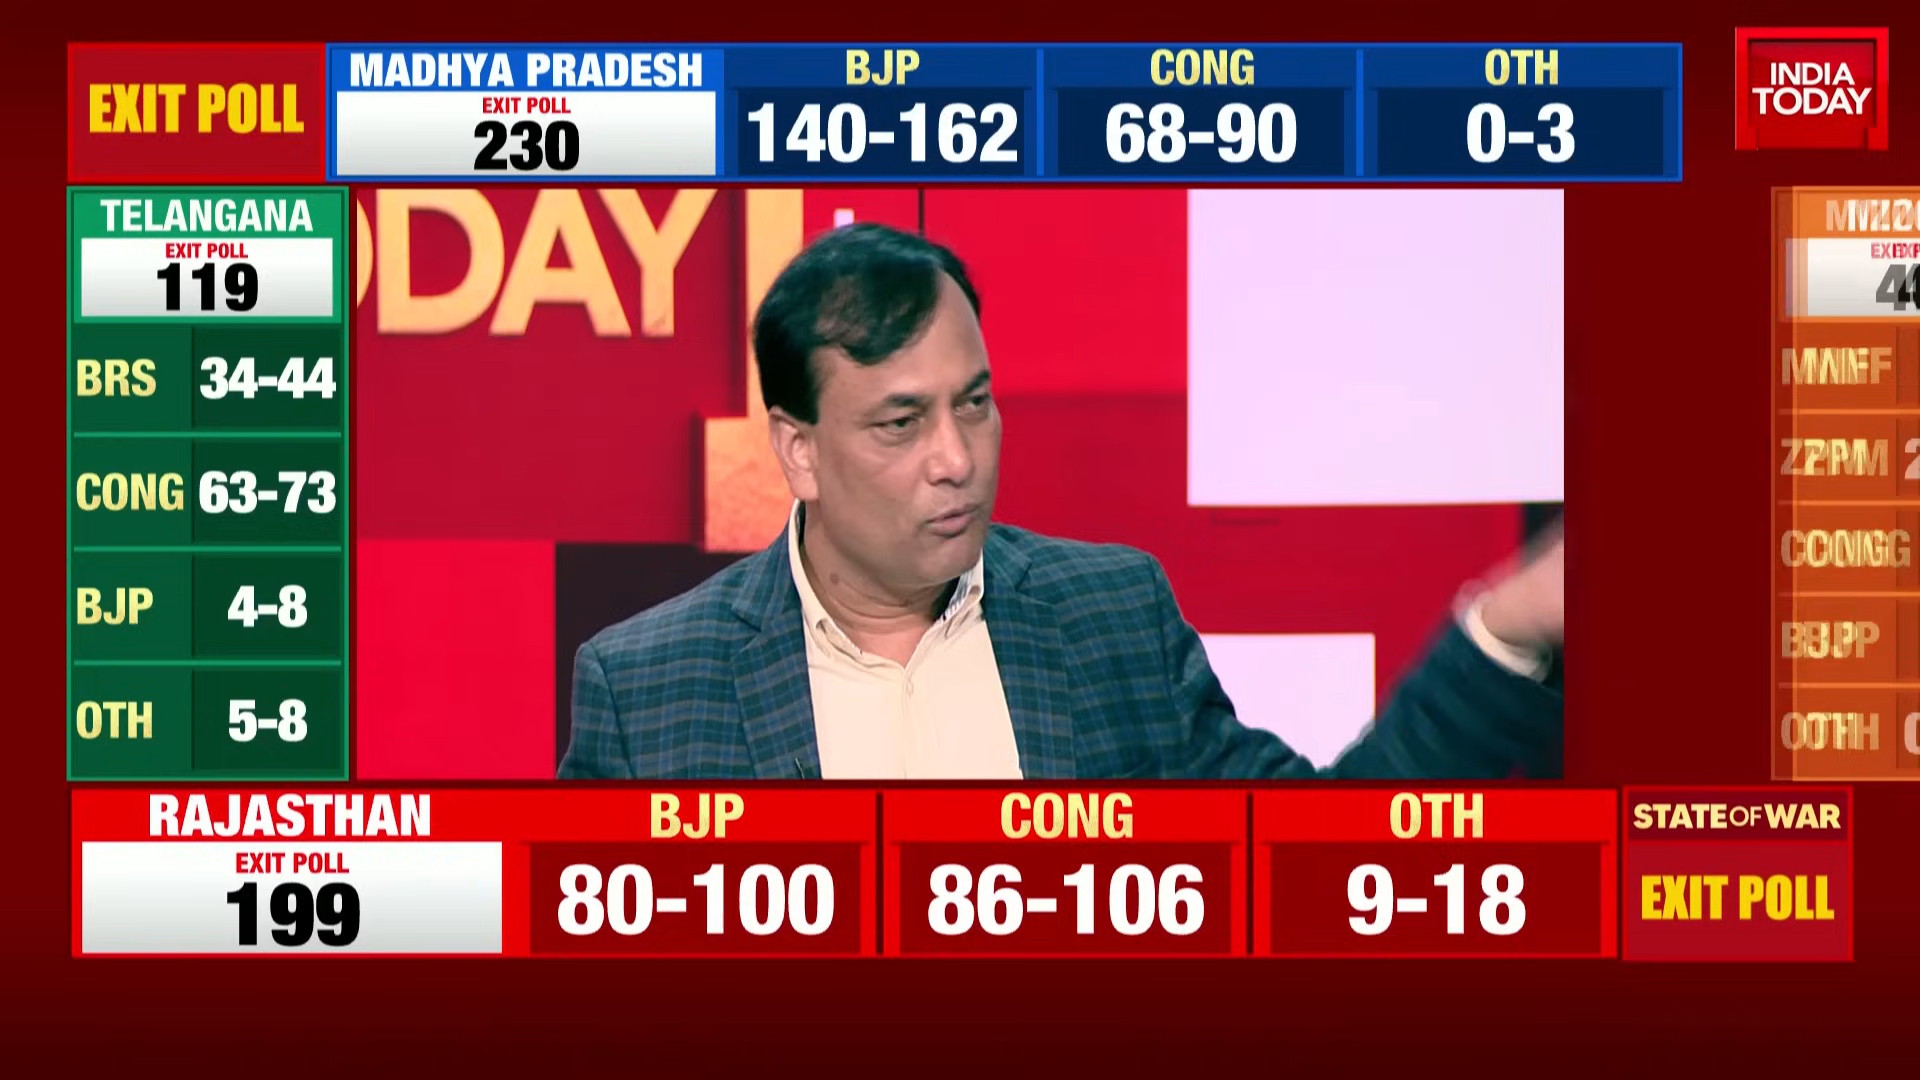 EXIT POLL
MADHYA PRADESH
EXIT POLL
230
BJP
140-162
CONG
68-90
OTH
0-3
INDIA
TODAY
TELANGANA
EXIT POLL
119
BRS 34-44
CONG 63-73
BJP 4-8
OTH 5-8
ODAY
RAJASTHAN
EXIT POLL
199
BJP
80-100
CONG
86-106
OTH
9-18
STATE OF WAR
EXIT POLL